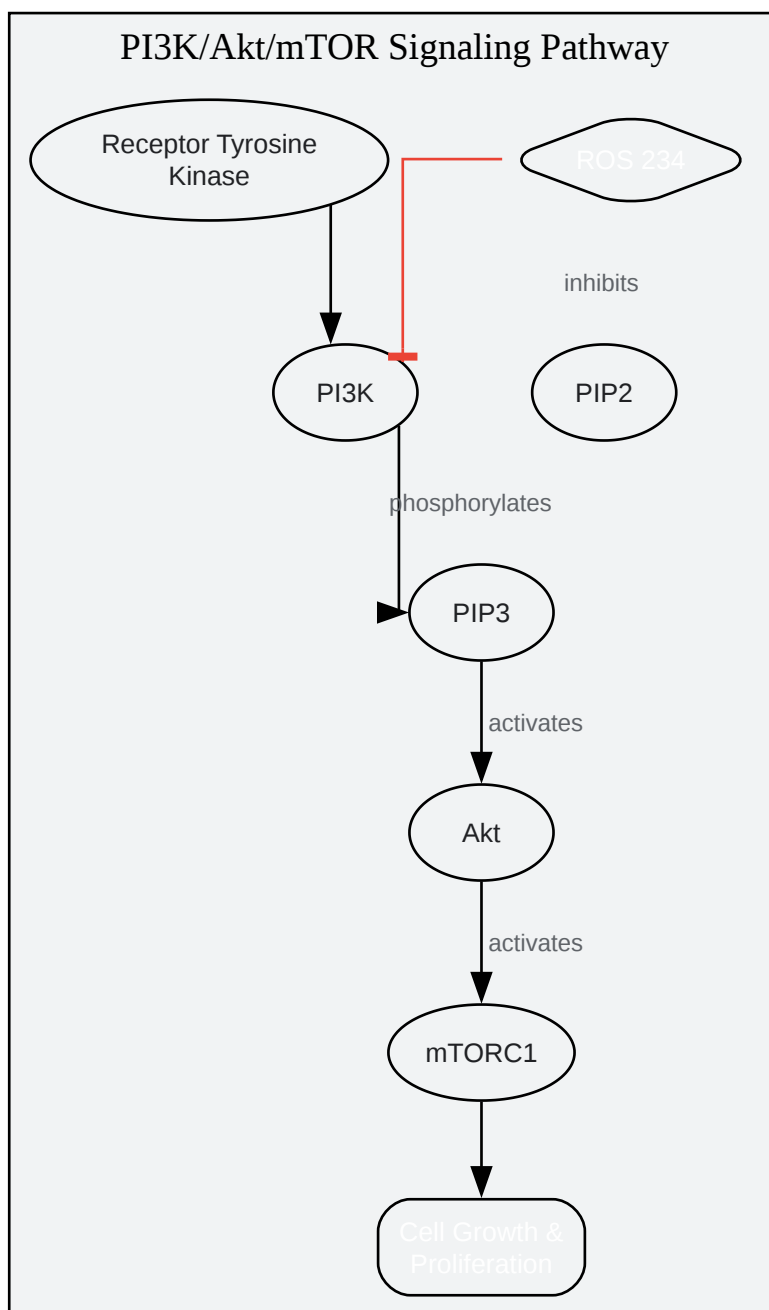 PI3K/Akt/mTOR Signaling Pathway
Receptor Tyrosine
Kinase
ROS 234
inhibits
PI3K
PIP2
phosphorylates
PIP3
activates
Akt
activates
mTORC1
Cell Growth &
Proliferation